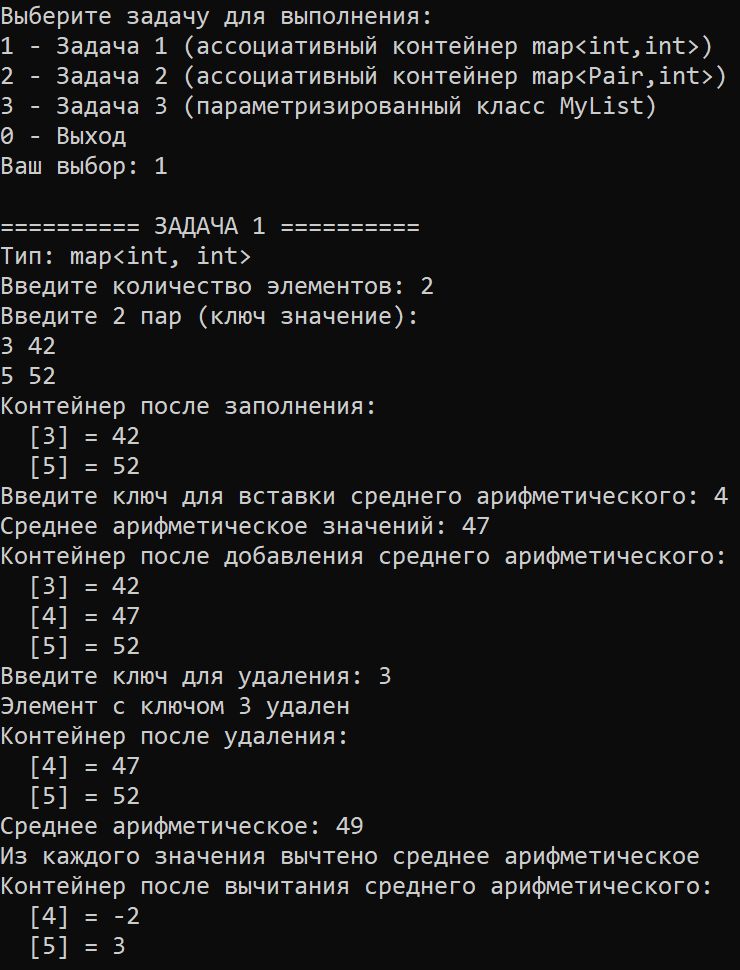 Выберите задачу для выполнения:
1 - Задача 1 (ассоциативный контейнер map<int,int>)
2 - Задача 2 (ассоциативный контейнер map<Pair,int>)
3 - Задача 3 (параметризированный класс MyList)
0 - Выход
Ваш выбор: 1

========== ЗАДАЧА 1 ==========
Тип: map<int, int>
Введите количество элементов: 2
Введите 2 пар (ключ значение):
3 42
5 52
Контейнер после заполнения:
  [3] = 42
  [5] = 52
Введите ключ для вставки среднего арифметического: 4
Среднее арифметическое значений: 47
Контейнер после добавления среднего арифметического:
  [3] = 42
  [4] = 47
  [5] = 52
Введите ключ для удаления: 3
Элемент с ключом 3 удален
Контейнер после удаления:
  [4] = 47
  [5] = 52
Среднее арифметическое: 49
Из каждого значения вычтено среднее арифметическое
Контейнер после вычитания среднего арифметического:
  [4] = -2
  [5] = 3